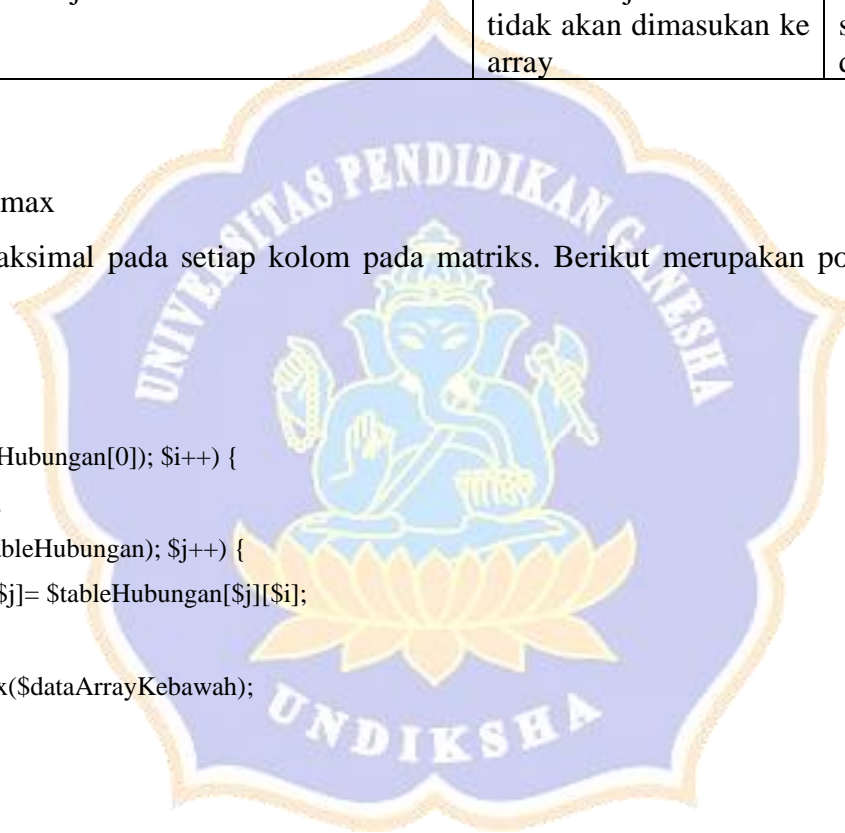 tidak akan dimasukan ke
array
max
aksimal pada setiap kolom pada matriks. Berikut merupakan po
Hubungan[0]); $i++) {
bleHubungan); $j++) {
$j]= $tableHubungan[$j][$i];
x($dataArrayKebawah);
UNIVERSITAS PENDIDIKAN GANESHA
UNDIKSHA